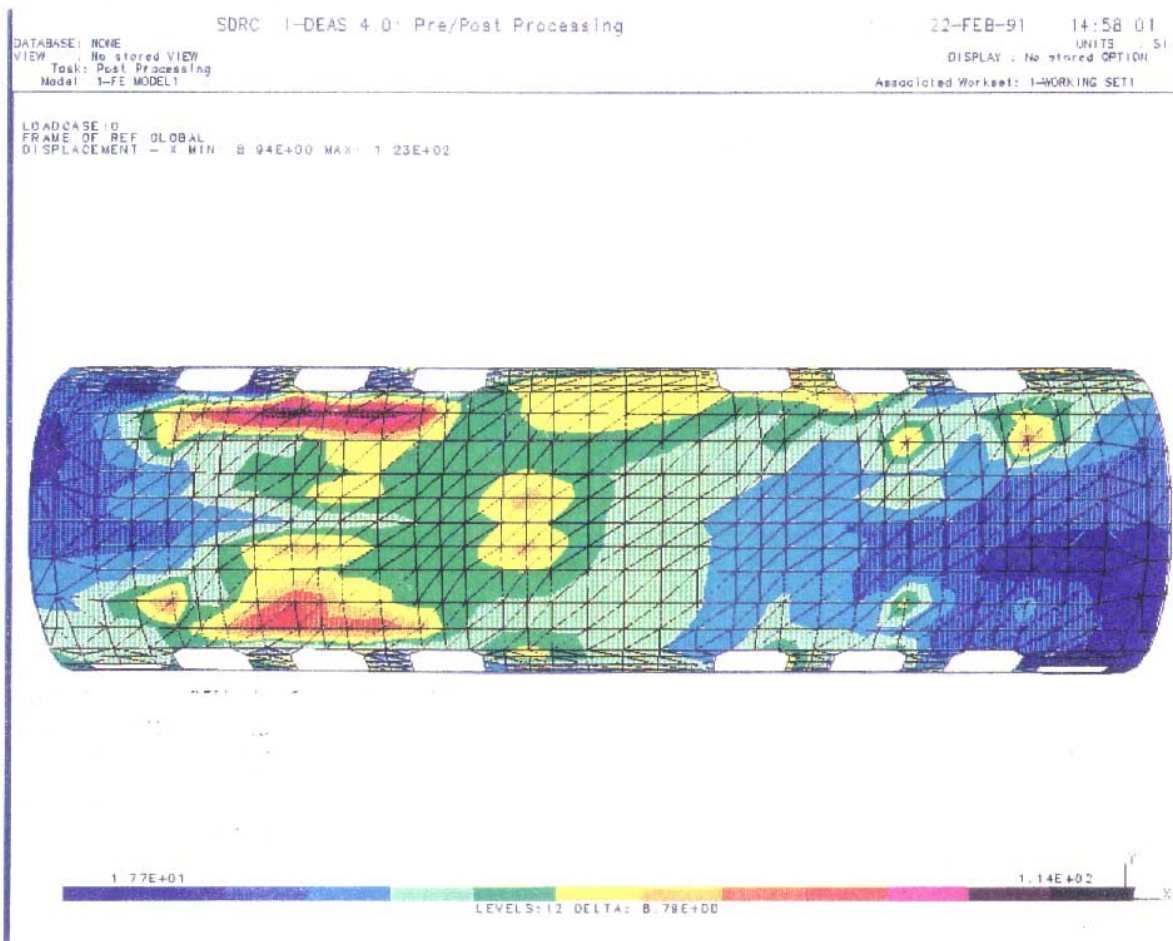 SDRC I-DEAS 4.0: Pre/Post Processing
22-FEB-91 14:58:01
DATABASE: NONE
UNITS : SI
VIEW : No stored VIEW
DISPLAY : No stored OPTION
Task: Post Processing
Model 1-FE MODEL1
Associated Workset: 1-WORKING SET1
LOADCASE:0
FRAME OF REF:GLOBAL
DISPLACEMENT - X MIN: 8.94E+00 MAX: 1.23E+02
1.77E+01
1.14E+02
Y
X
LEVELS:12 DELTA: 8.79E+00